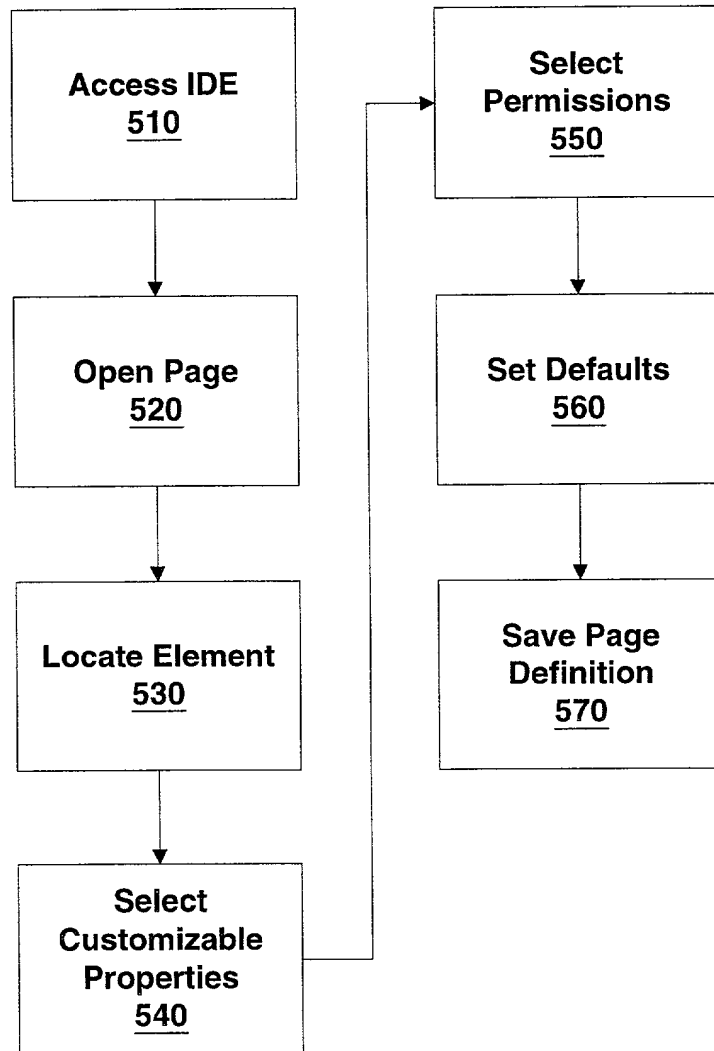 Access IDE
510
Open Page
520
Locate Element
530
Select
Customizable
Properties
540
Select
Permissions
550
Set Defaults
560
Save Page
Definition
570